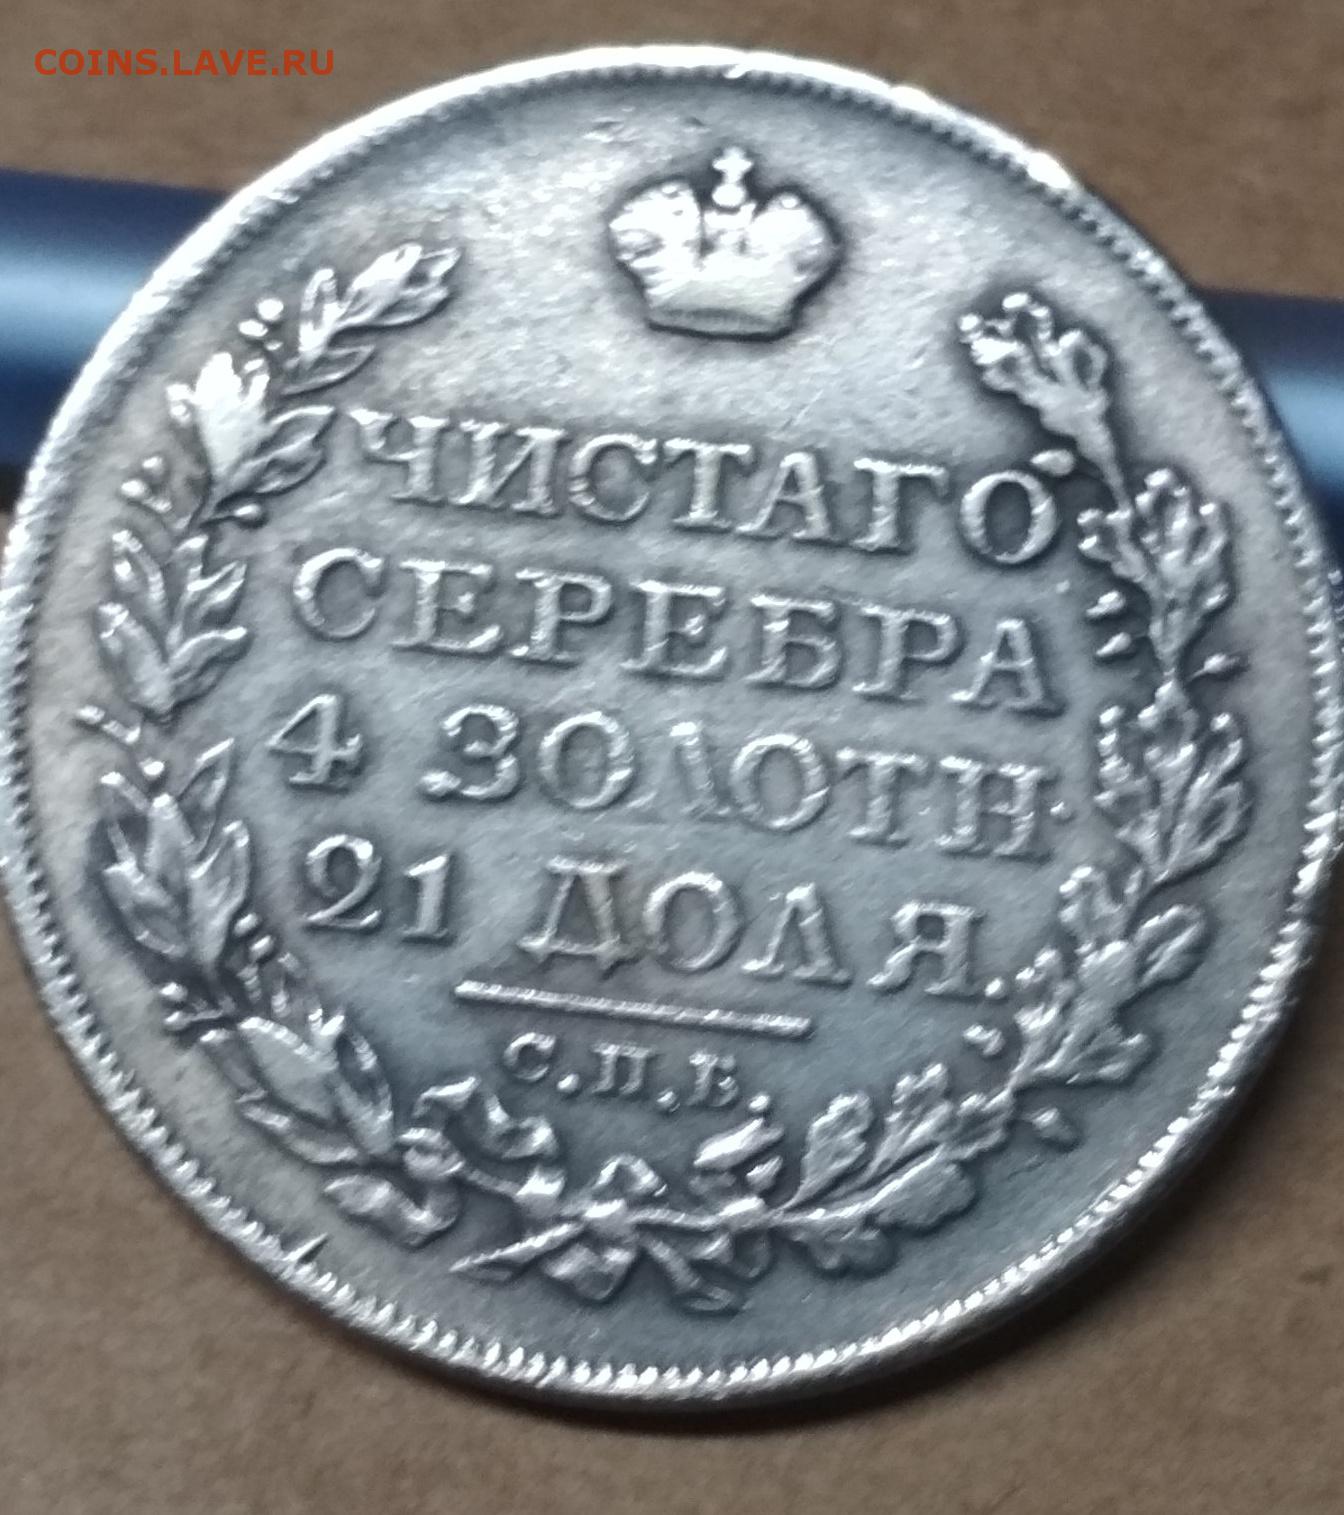 COINS.LAVE.RU
ЧИСТАГО
СЕРЕБРА
4 ЗОЛОТН.
21 ДОЛЯ.
С.П.Б.